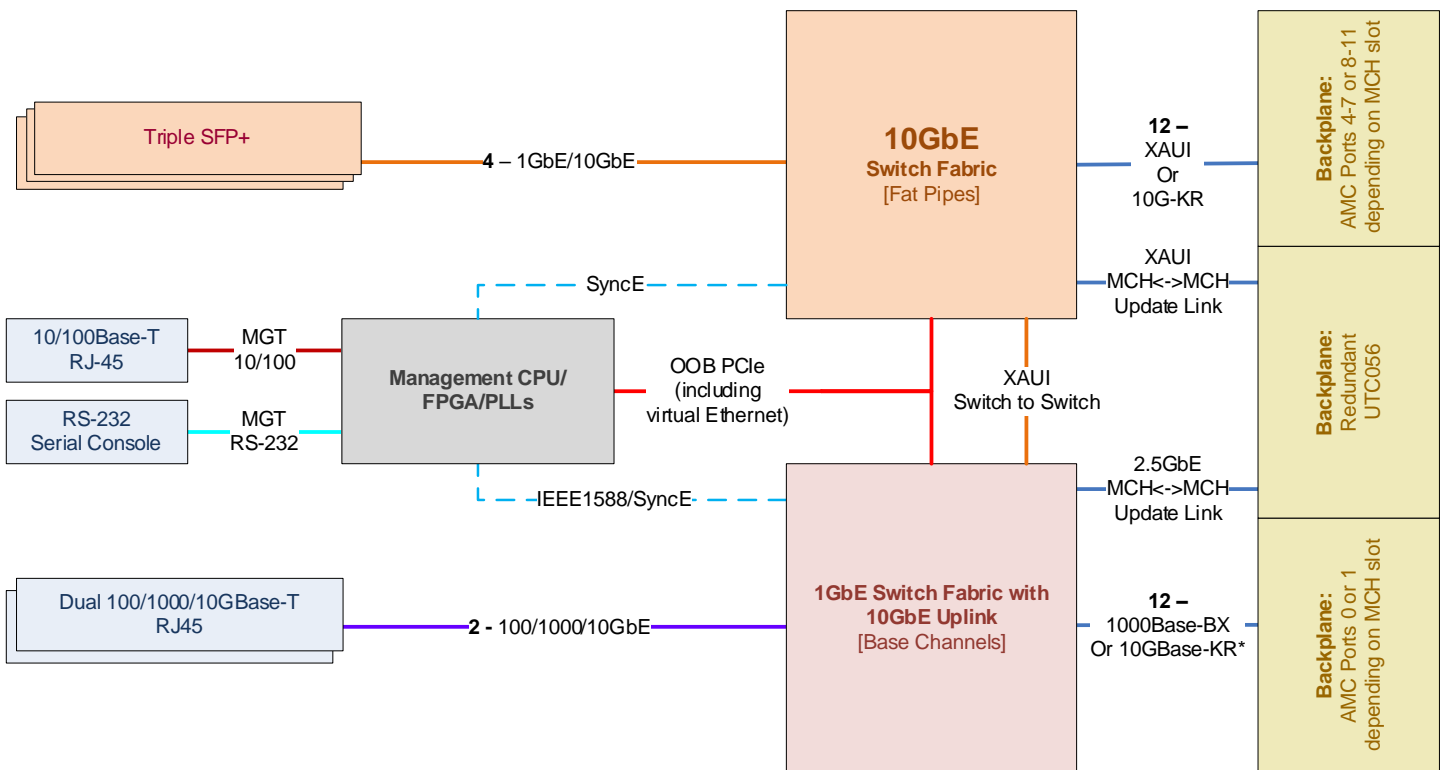 Triple SFP+
4 – 1GbE/10GbE
10GbE
Switch Fabric
[Fat Pipes]
12 –
XAUI
Or
10G-KR
Backplane:
AMC Ports 4-7 or 8-11
depending on MCH slot
SyncE
XAUI
MCH<->MCH
Update Link
10/100Base-T
RJ-45
MGT
10/100
RS-232
Serial Console
MGT
RS-232
Management CPU/
FPGA/PLLs
OOB PCIe
(including
virtual Ethernet)
XAUI
Switch to Switch
Backplane:
Redundant
UTC056
IEEE1588/SyncE
2.5GbE
MCH<->MCH
Update Link
Dual 100/1000/10GBase-T
RJ45
2 - 100/1000/10GbE
1GbE Switch Fabric with
10GbE Uplink
[Base Channels]
12 –
1000Base-BX
Or 10GBase-KR*
Backplane:
AMC Ports 0 or 1
depending on MCH slot